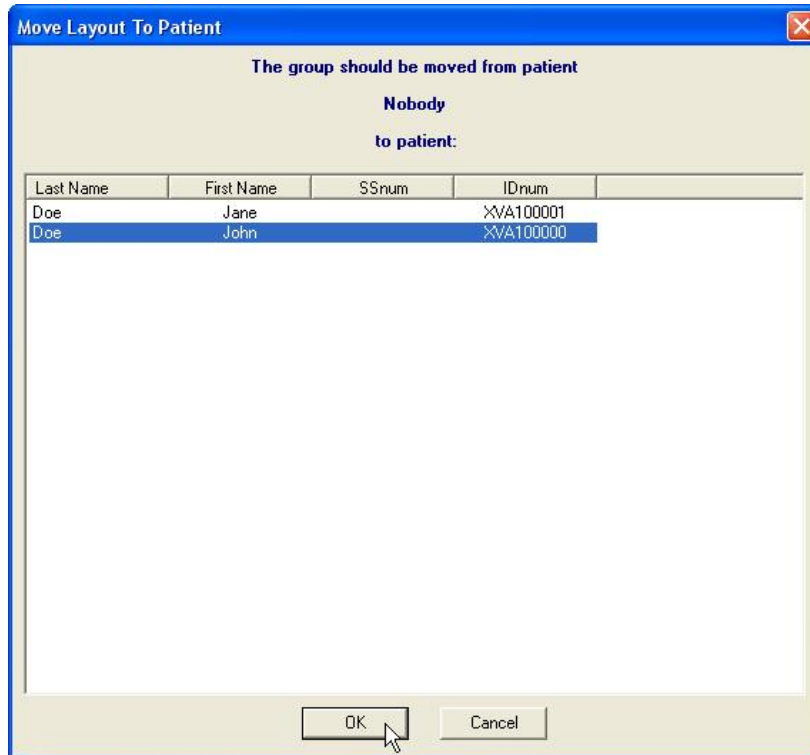 Move Layout To Patient
The group should be moved from patient
Nobody
to patient:
Last Name First Name SSnum IDnum
Doe Jane XVA100001
Doe John XVA100000
OK Cancel